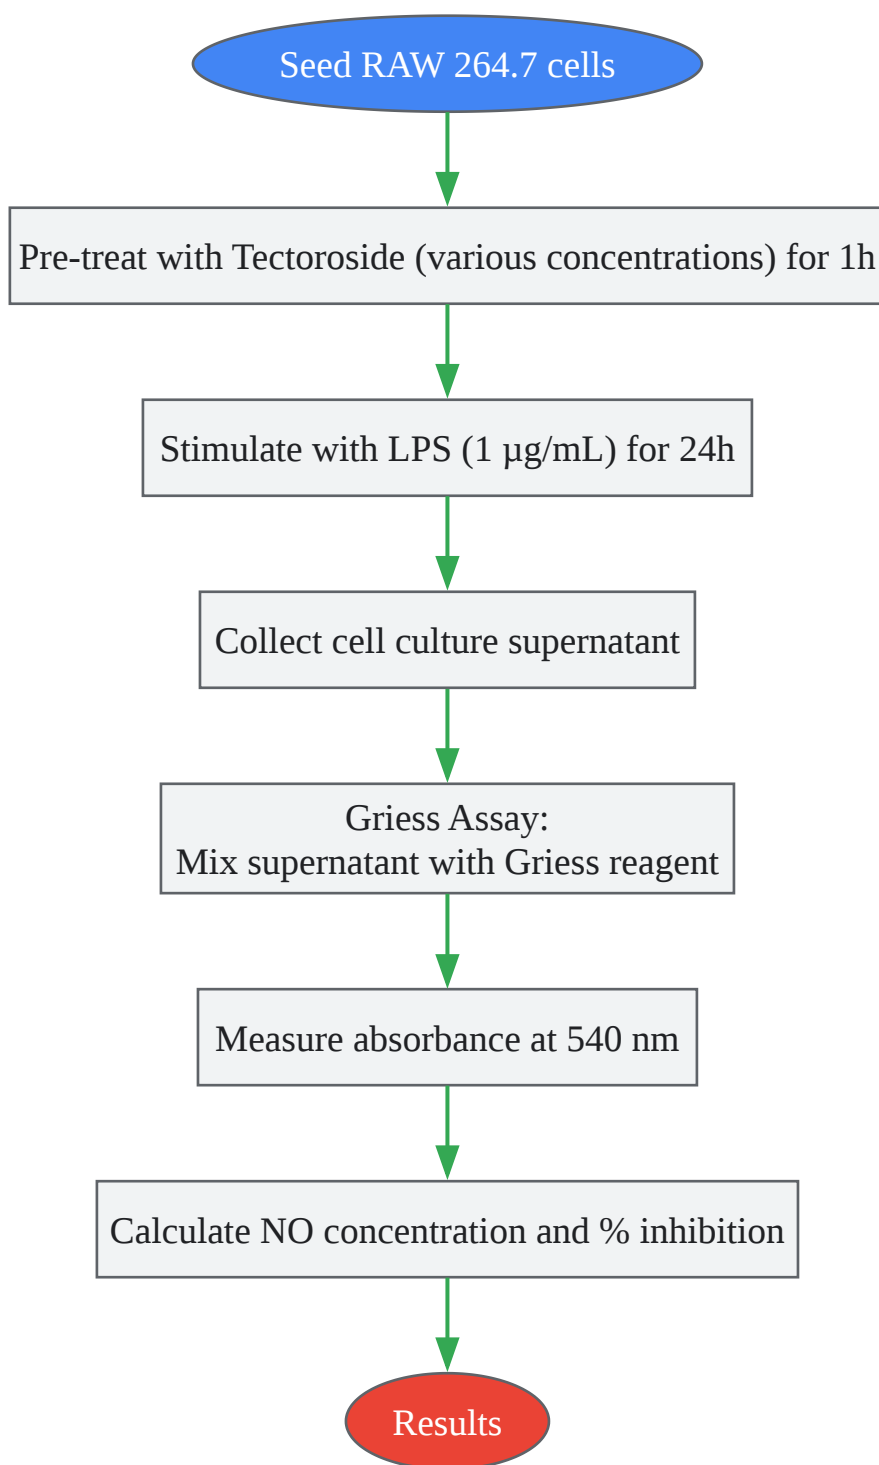 Seed RAW 264.7 cells
Pre-treat with Tectoroside (various concentrations) for 1h
Stimulate with LPS (1 µg/mL) for 24h
Collect cell culture supernatant
Griess Assay:
Mix supernatant with Griess reagent
Measure absorbance at 540 nm
Calculate NO concentration and % inhibition
Results